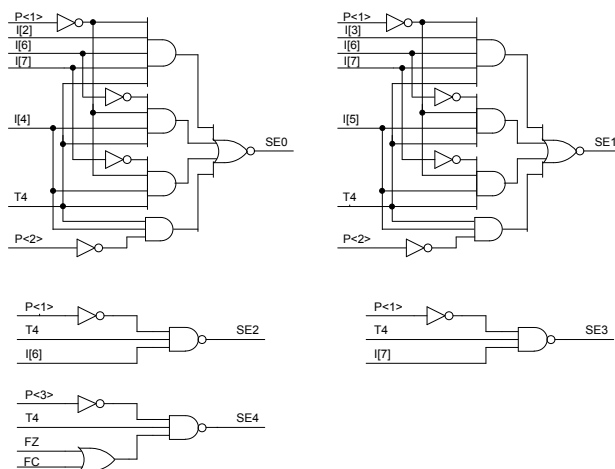 P<1>
I[2]
I[6]
I[7]
I[4]
T4
P<2>
SE0
P<1>
I[3]
I[6]
I[7]
I[5]
T4
P<2>
SE1
P<1>
T4
I[6]
SE2
P<1>
T4
I[7]
SE3
P<3>
T4
FZ
FC
SE4